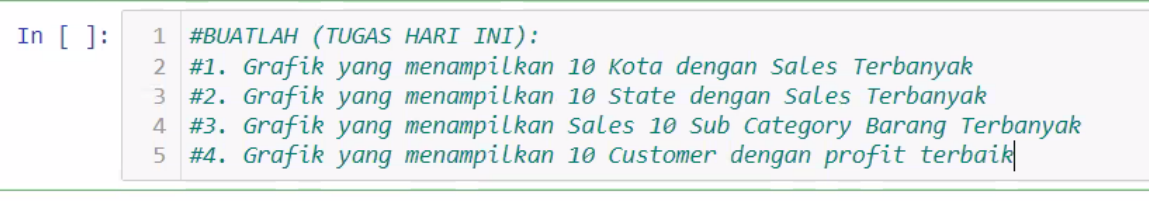 In [ ]:
1 #BUATLAH (TUGAS HARI INI):
2 #1. Grafik yang menampilkan 10 Kota dengan Sales Terbanyak
3 #2. Grafik yang menampilkan 10 State dengan Sales Terbanyak
4 #3. Grafik yang menampilkan Sales 10 Sub Category Barang Terbanyak
5 #4. Grafik yang menampilkan 10 Customer dengan profit terbaik